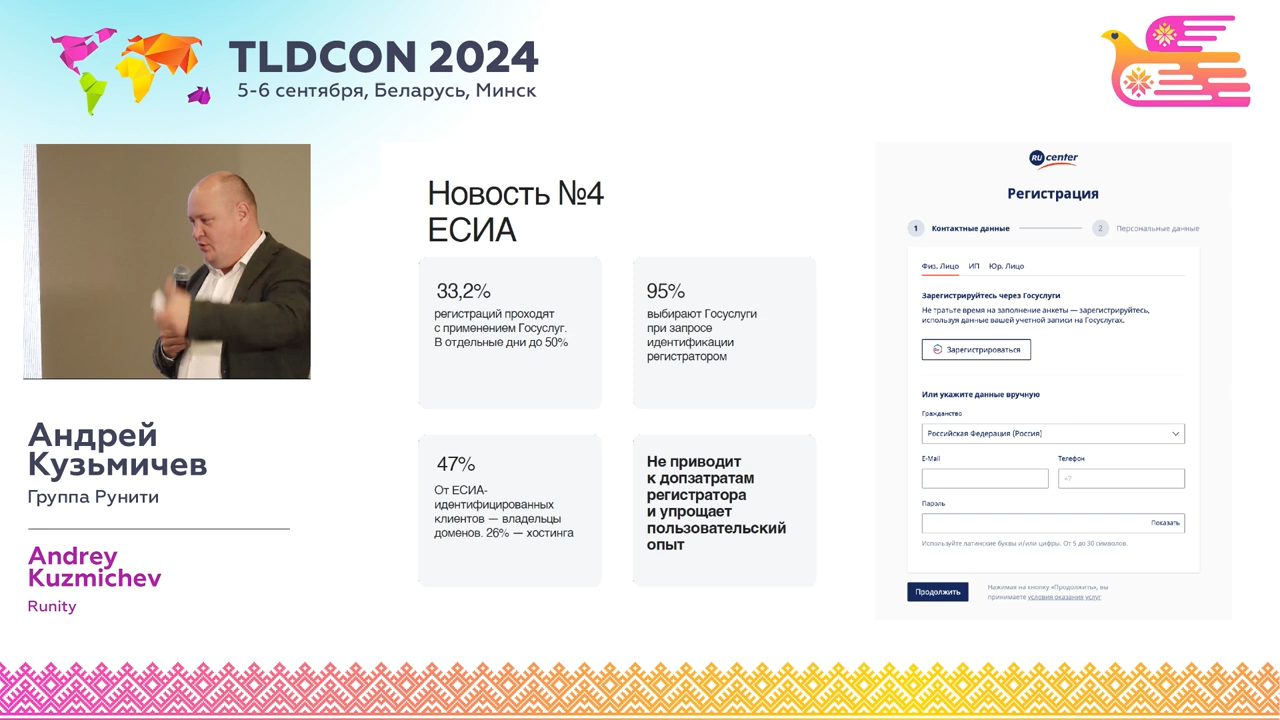 TLDCON 2024
5-6 сентября, Беларусь, Минск
Андрей
Кузьмичев
Группа Рунити
Andrey
Kuzmichev
Runity
Новость №4
ЕСИА
33,2%
регистраций проходят
с применением Госуслуг.
В отдельные дни до 50%
95%
выбирают Госуслуги
при запросе
идентификации
регистратором
47%
От ЕСИА-
идентифицированных
клиентов — владельцы
доменов. 26% — хостинга
Не приводит
к допзатратам
регистратора
и упрощает
пользовательский
опыт
RU center
Регистрация
1 Контактные данные 2 Персональные данные
Физ. Лицо ИП Юр. Лицо
Зарегистрируйтесь через Госуслуги
Не тратьте время на заполнение анкеты — зарегистрируйтесь,
используя данные вашей учетной записи на Госуслугах.
Зарегистрироваться
Или укажите данные вручную
Гражданство
Российская Федерация (Россия)
E-Mail Телефон
+7
Пароль
Показать
Используйте латинские буквы и/или цифры. От 5 до 30 символов.
Продолжить
Нажимая на кнопку «Продолжить», вы
принимаете условия оказания услуг